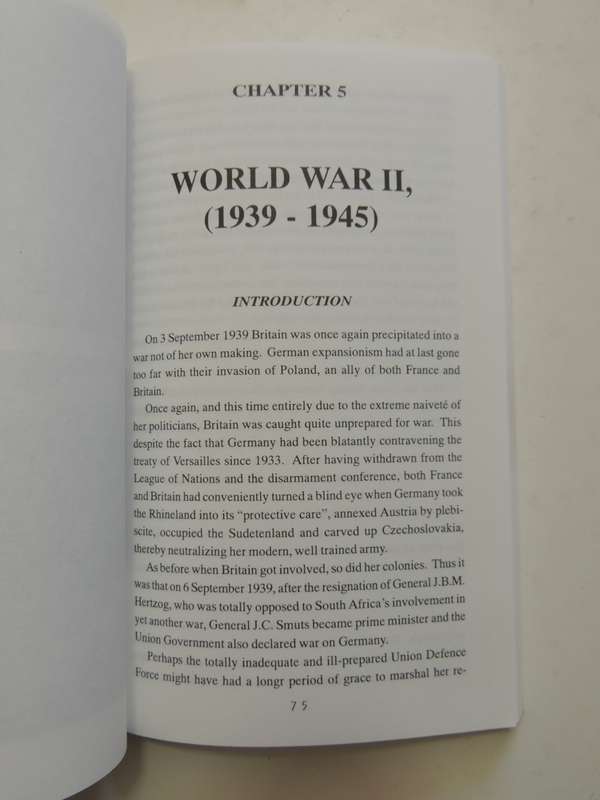 CHAPTER 5
WORLD WAR II,
(1939 - 1945)
INTRODUCTION
On 3 September 1939 Britain was once again precipitated into a
war not of her own making. German expansionism had at last gone
too far with their invasion of Poland, an ally of both France and
Britain.
Once again, and this time entirely due to the extreme naiveté of
her politicians, Britain was caught quite unprepared for war. This
despite the fact that Germany had been blatantly contravening the
treaty of Versailles since 1933. After having withdrawn from the
League of Nations and the disarmament conference, both France
and Britain had conveniently turned a blind eye when Germany took
the Rhineland into its "protective care", annexed Austria by plebi-
scite, occupied the Sudetenland and carved up Czechoslovakia,
thereby neutralizing her modern, well trained army.
As before when Britain got involved, so did her colonies. Thus it
was that on 6 September 1939, after the resignation of General J.B.M.
Hertzog, who was totally opposed to South Africa's involvement in
yet another war, General J.C. Smuts became prime minister and the
Union Government also declared war on Germany.
Perhaps the totally inadequate and ill-prepared Union Defence
Force might have had a longr period of grace to marshal her re-
75